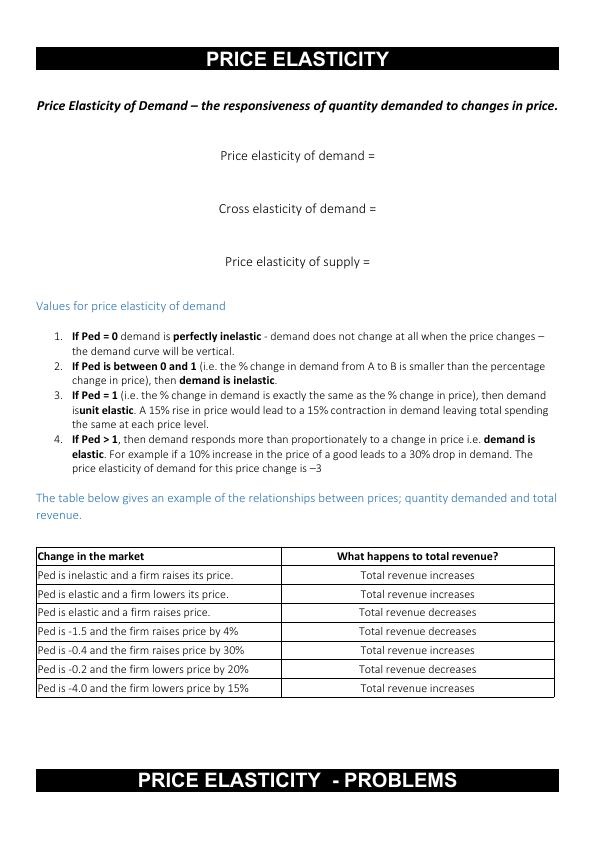 PRICE ELASTICITY
Price Elasticity of Demand – the responsiveness of quantity demanded to changes in price.
Price elasticity of demand =
Cross elasticity of demand =
Price elasticity of supply =
Values for price elasticity of demand
1. If Ped = 0 demand is perfectly inelastic - demand does not change at all when the price changes –
the demand curve will be vertical.
2. If Ped is between 0 and 1 (i.e. the % change in demand from A to B is smaller than the percentage
change in price), then demand is inelastic.
3. If Ped = 1 (i.e. the % change in demand is exactly the same as the % change in price), then demand
isunit elastic. A 15% rise in price would lead to a 15% contraction in demand leaving total spending
the same at each price level.
4. If Ped > 1, then demand responds more than proportionately to a change in price i.e. demand is
elastic. For example if a 10% increase in the price of a good leads to a 30% drop in demand. The
price elasticity of demand for this price change is –3
The table below gives an example of the relationships between prices; quantity demanded and total
revenue.
Change in the market What happens to total revenue?
Ped is inelastic and a firm raises its price. Total revenue increases
Ped is elastic and a firm lowers its price. Total revenue increases
Ped is elastic and a firm raises price. Total revenue decreases
Ped is -1.5 and the firm raises price by 4% Total revenue decreases
Ped is -0.4 and the firm raises price by 30% Total revenue increases
Ped is -0.2 and the firm lowers price by 20% Total revenue decreases
Ped is -4.0 and the firm lowers price by 15% Total revenue increases
PRICE ELASTICITY - PROBLEMS